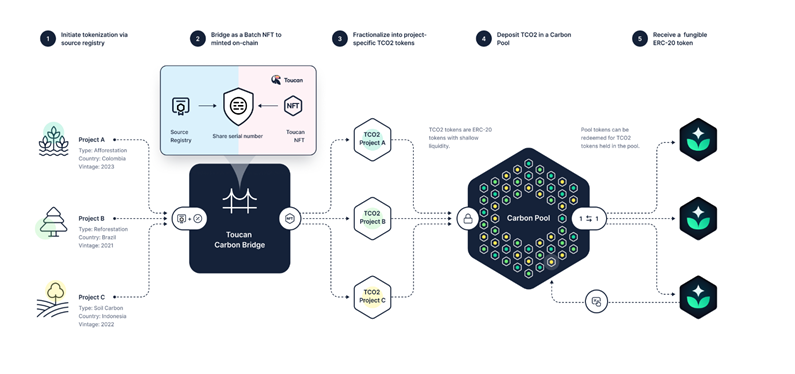 1 Initiate tokenization via
source registry
2 Bridge as a Batch NFT to
minted on-chain
3 Fractionalize into project-
specific TCO2 tokens
4 Deposit TCO2 in a Carbon
Pool
5 Receive a fungible
ERC-20 token
Toucan
NFT
Source
Registry
Share serial number
Toucan
NFT
Project A
Type: Afforestation
Country: Colombia
Vintage: 2023
Project B
Type: Reforestation
Country: Brazil
Vintage: 2021
Project C
Type: Soil Carbon
Country: Indonesia
Vintage: 2022
Toucan
Carbon Bridge
NFT
TCO2
Project A
TCO2
Project B
TCO2
Project C
TCO2 tokens are ERC-20
tokens with shallow
liquidity.
Carbon Pool
1 1
Pool tokens can be
redeemed for TCO2
tokens held in the pool.